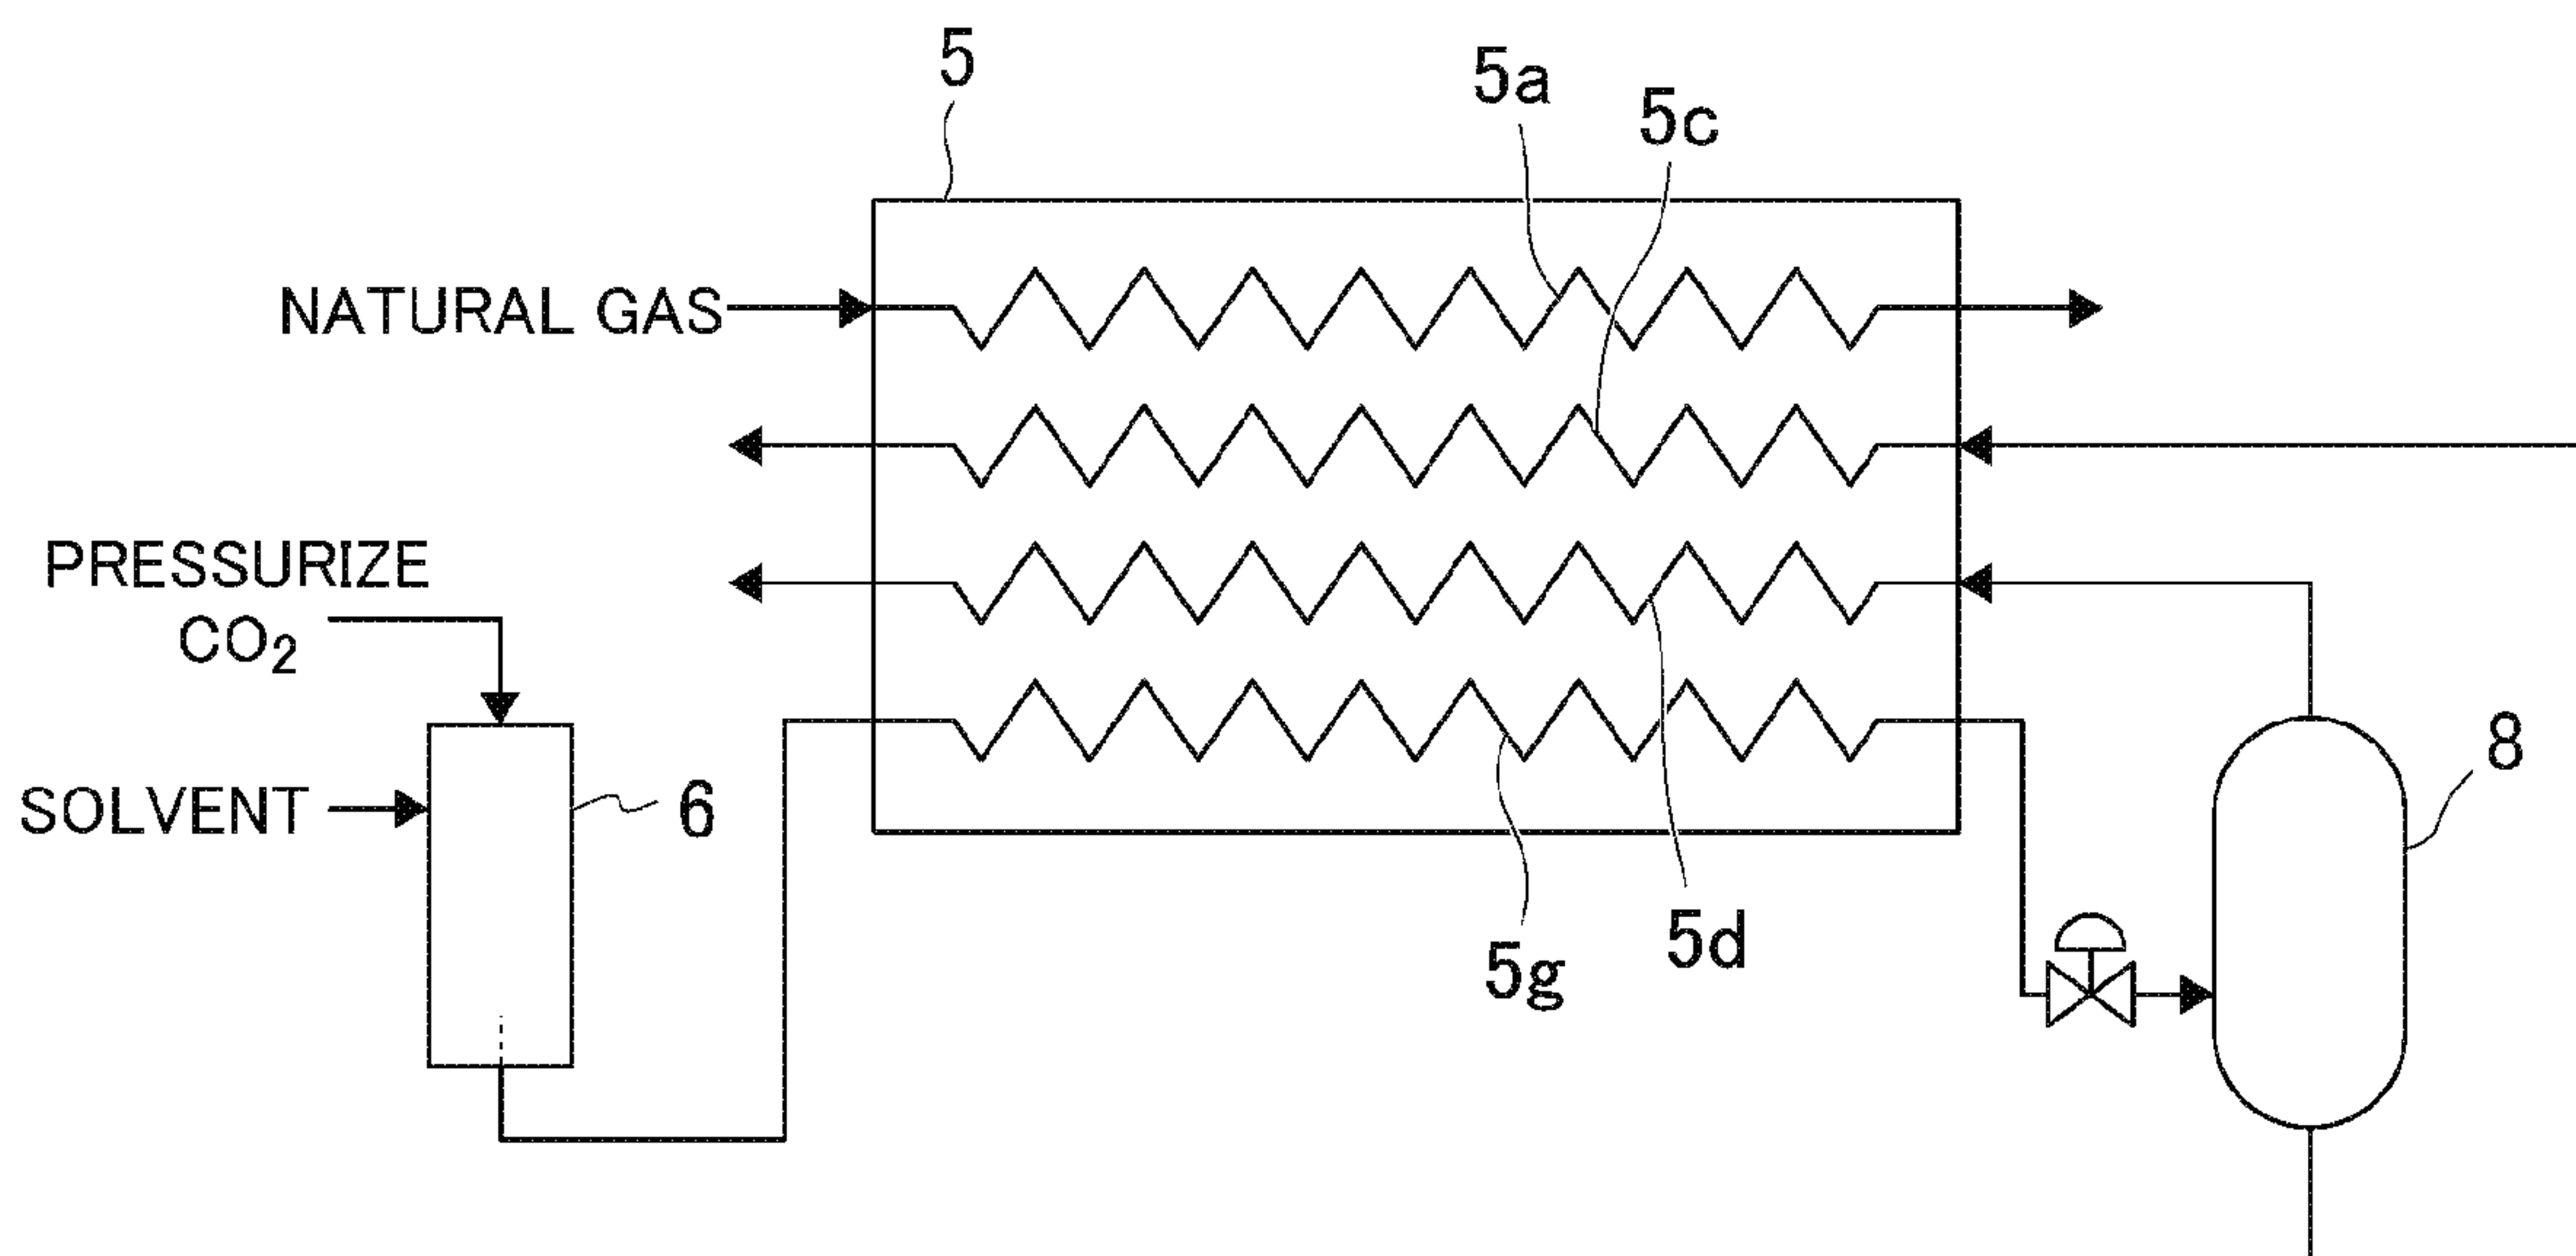 5
5a
5c
NATURAL GAS
PRESSURIZE
CO₂
SOLVENT
6
8
5d
5g